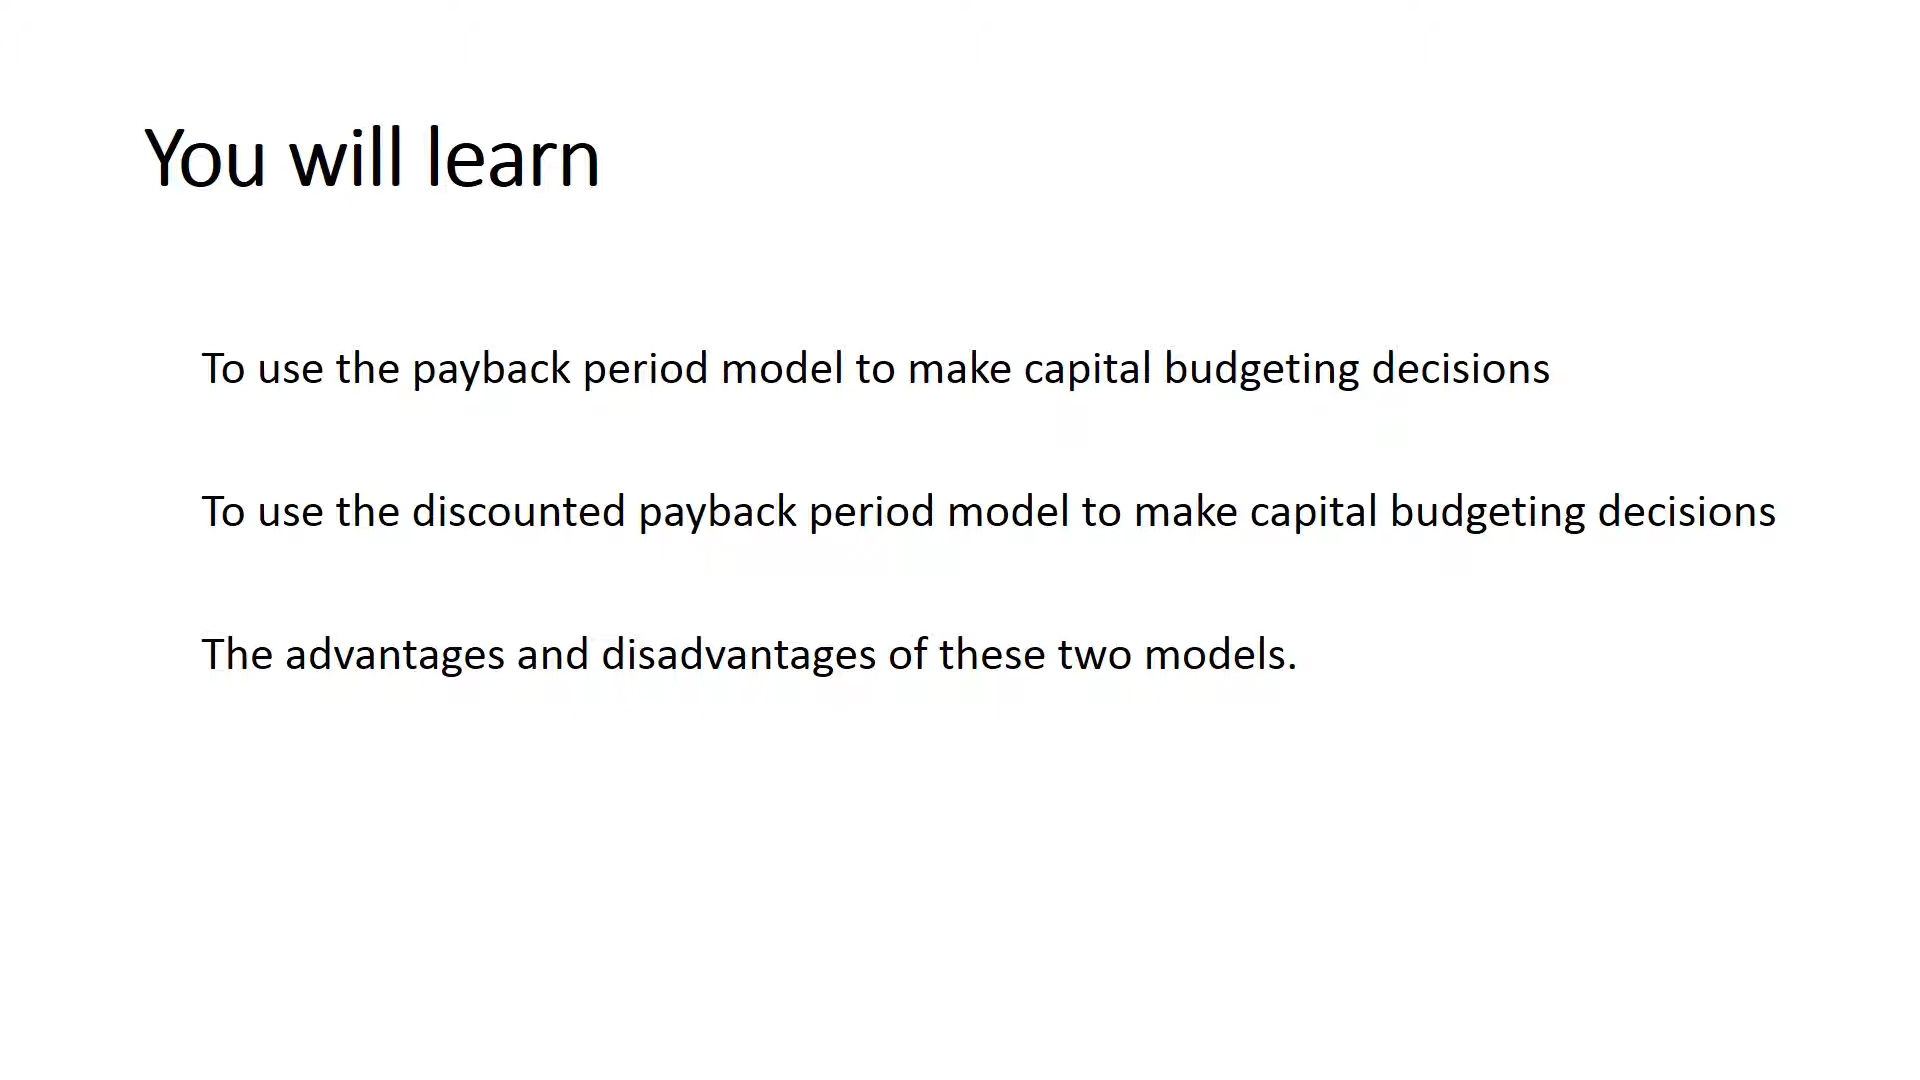 You will learn
To use the payback period model to make capital budgeting decisions
To use the discounted payback period model to make capital budgeting decisions
The advantages and disadvantages of these two models.